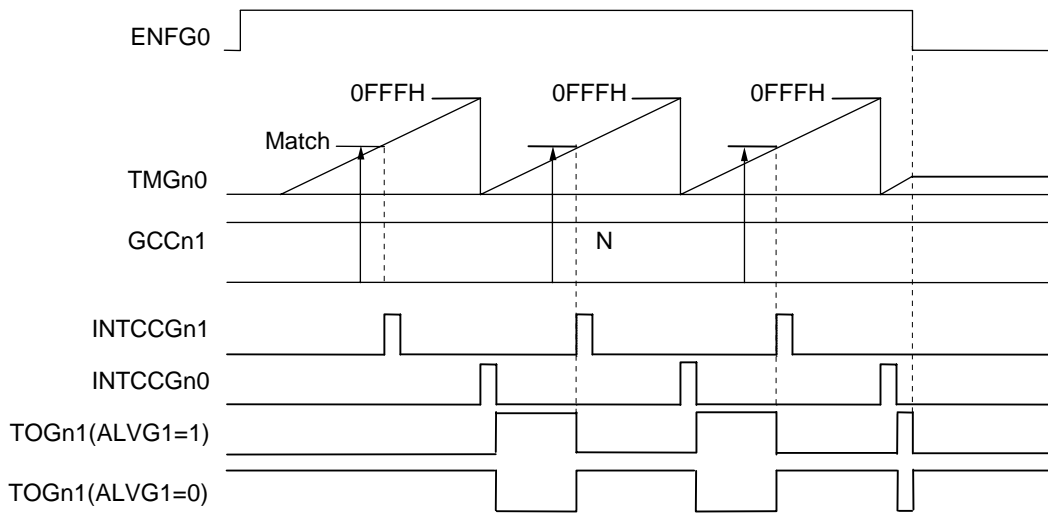 ENFG0
0FFFH 0FFFH 0FFFH
Match
TMGn0
GCCn1 N
INTCCGn1
INTCCGn0
TOGn1(ALVG1=1)
TOGn1(ALVG1=0)